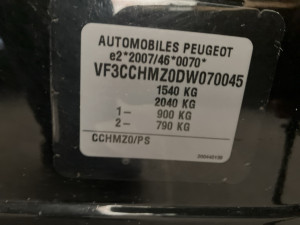 AUTOMOBILES PEUGEOT
e2*2007/46*0070*
VF3CCHMZ0DW070045
1540 KG
2040 KG
1- 900 KG
2- 790 KG
CCHMZ0/PS